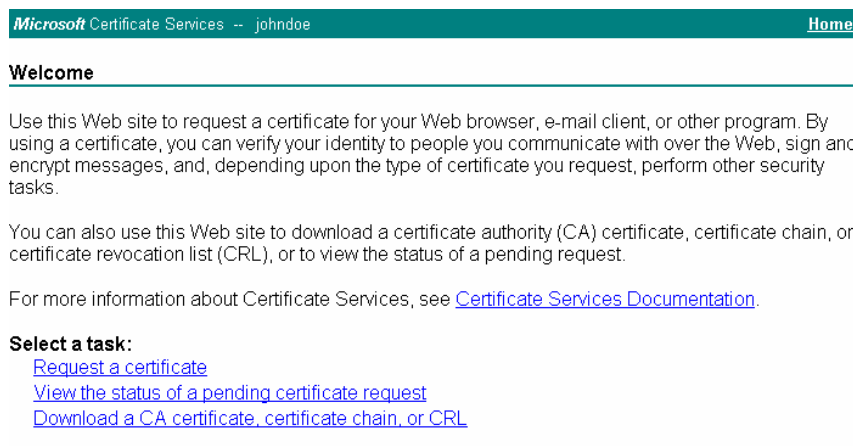 Microsoft Certificate Services -- johndoe Home
Welcome
Use this Web site to request a certificate for your Web browser, e-mail client, or other program. By
using a certificate, you can verify your identity to people you communicate with over the Web, sign and
encrypt messages, and, depending upon the type of certificate you request, perform other security
tasks.
You can also use this Web site to download a certificate authority (CA) certificate, certificate chain, or
certificate revocation list (CRL), or to view the status of a pending request.
For more information about Certificate Services, see Certificate Services Documentation.
Select a task:
Request a certificate
View the status of a pending certificate request
Download a CA certificate, certificate chain, or CRL